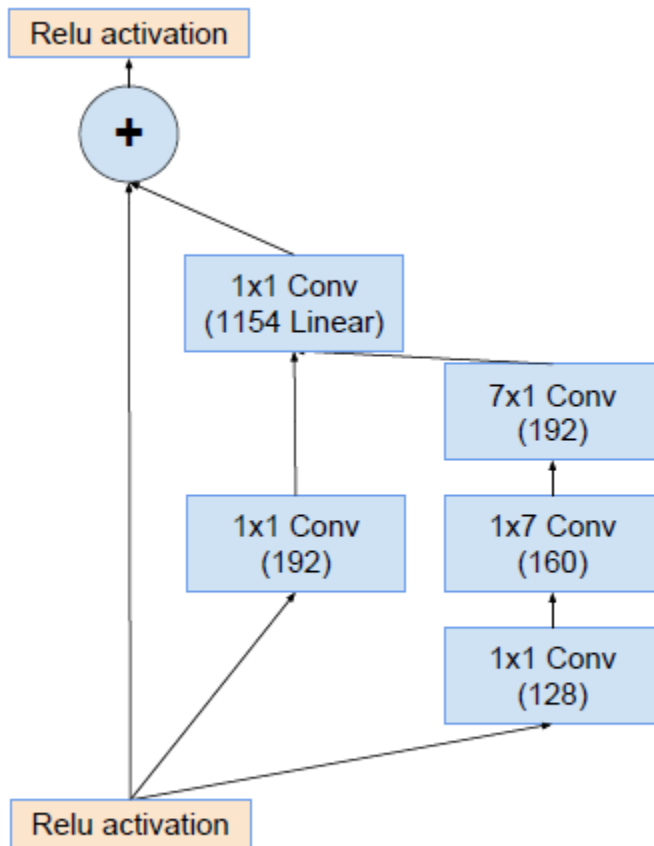 Relu activation
+
1x1 Conv
(1154 Linear)
7x1 Conv
(192)
1x1 Conv
(192)
1x7 Conv
(160)
1x1 Conv
(128)
Relu activation